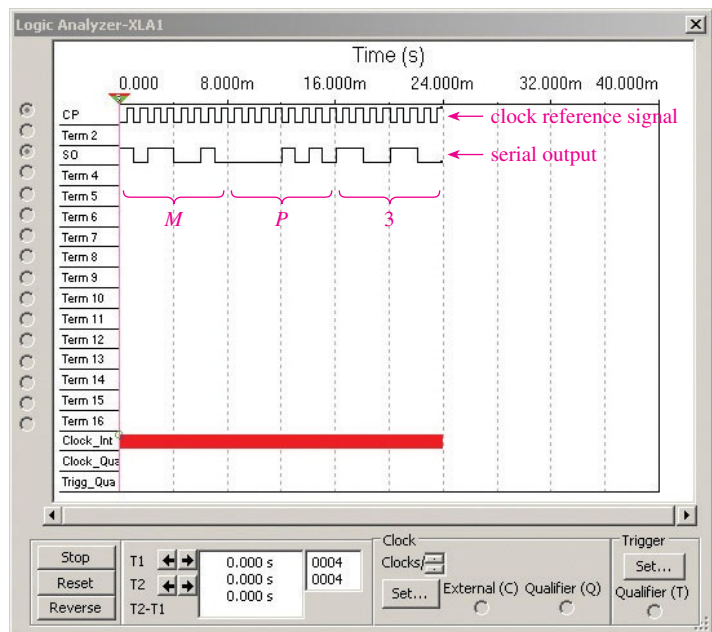 Logic Analyzer-XLA1
Time (s)
0.000 8.000m 16.000m 24.000m 32.000m 40.000m
CP
clock reference signal
Term 2
SO
serial output
Term 4
Term 5
M P 3
Term 6
Term 7
Term 8
Term 9
Term 10
Term 11
Term 12
Term 13
Term 14
Term 15
Term 16
Clock_Int
Clock_Qua
Trigg_Qua
Stop
Reset
Reverse
T1
T2
T2-T1
0.000 s
0.000 s
0.000 s
0004
0004
Clock
Clocks/
Set...
External (C)
Qualifier (Q)
Trigger
Set...
Qualifier (T)